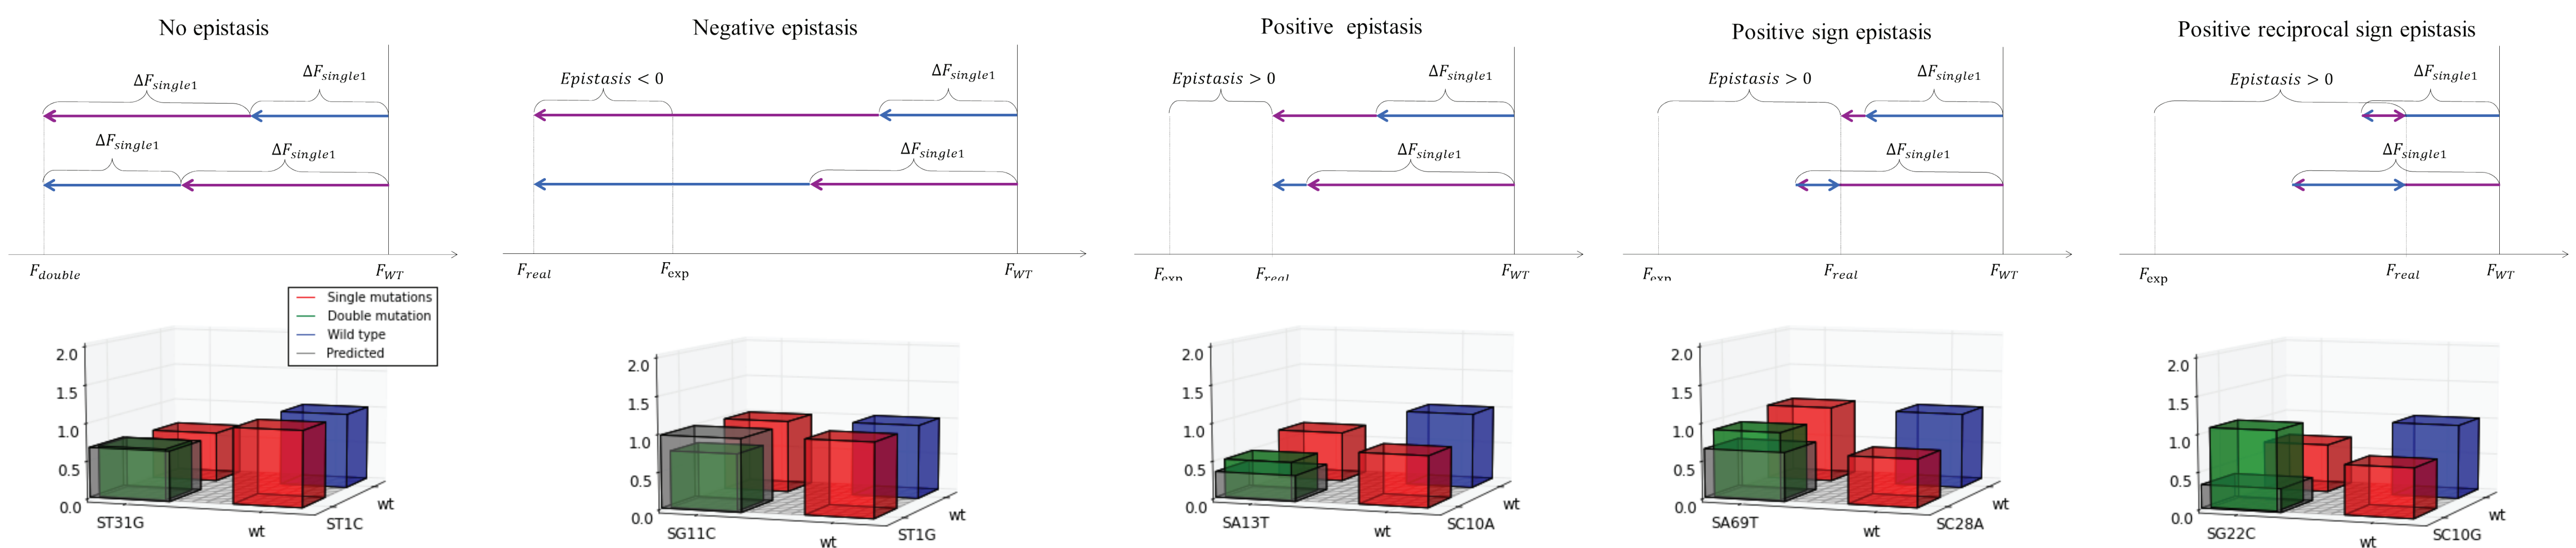 No epistasis
Negative epistasis
Positive epistasis
Positive sign epistasis
Positive reciprocal sign epistasis
ΔF_single1
ΔF_single1
ΔF_single1
ΔF_single1
F_double
F_WT
Epistasis < 0
ΔF_single1
ΔF_single1
F_real
F_exp
F_WT
Epistasis > 0
ΔF_single1
ΔF_single1
F_exp
F_real
F_WT
Epistasis > 0
ΔF_single1
ΔF_single1
F_exp
F_real
F_WT
Epistasis > 0
ΔF_single1
ΔF_single1
F_exp
F_real
F_WT
Single mutations
Double mutation
Wild type
Predicted
2.0
1.5
1.0
0.5
0.0
ST31G
wt
ST1C
wt
2.0
1.5
1.0
0.5
0.0
SG11C
wt
ST1G
wt
2.0
1.5
1.0
0.5
0.0
SA13T
wt
SC10A
wt
2.0
1.5
1.0
0.5
0.0
SA69T
wt
SC28A
wt
2.0
1.5
1.0
0.5
0.0
SG22C
wt
SC10G
wt